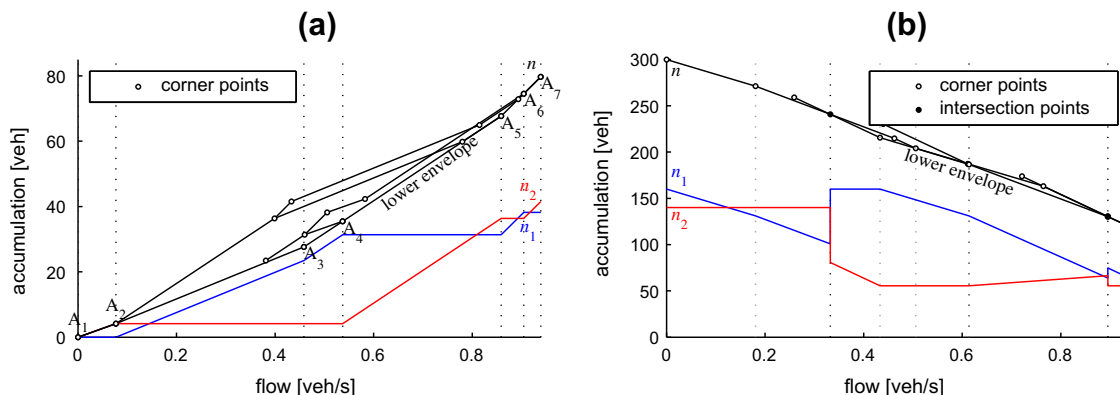 (a)
corner points
n
A7
A6
A5
lower envelope
n2
n1
A4
A3
A2
A1
accumulation [veh]
80
60
40
20
0
0
0.2
0.4
0.6
0.8
flow [veh/s]
(b)
n
corner points
intersection points
lower envelope
n1
n2
accumulation [veh]
300
250
200
150
100
50
0
0
0.2
0.4
0.6
0.8
flow [veh/s]